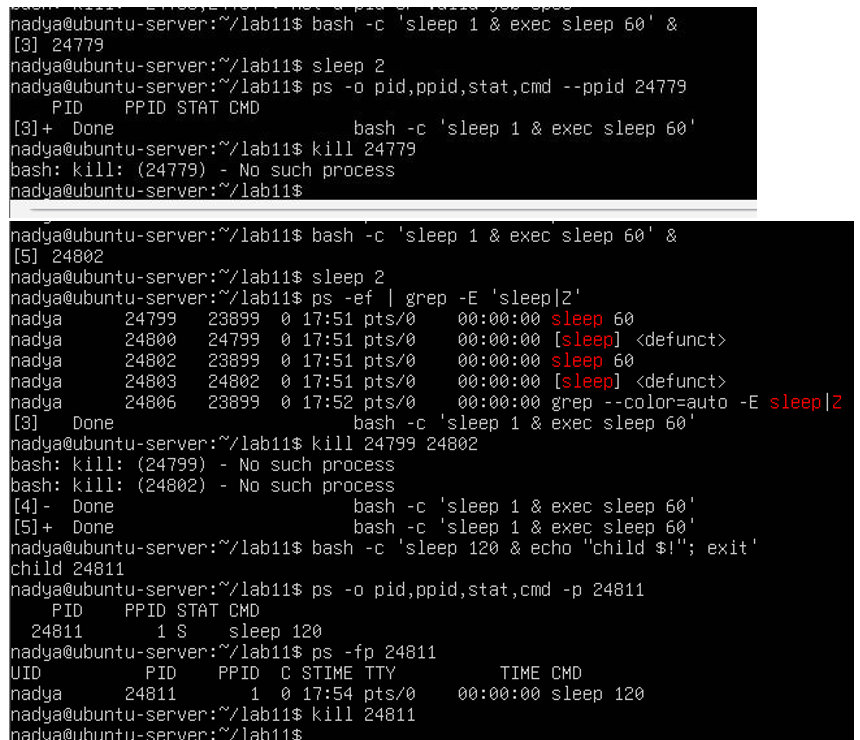 nadya@ubuntu-server:~/lab11$ bash -c 'sleep 1 & exec sleep 60' &
[3] 24779
nadya@ubuntu-server:~/lab11$ sleep 2
nadya@ubuntu-server:~/lab11$ ps -o pid,ppid,stat,cmd --ppid 24779
    PID    PPID STAT CMD
[3]+  Done                    bash -c 'sleep 1 & exec sleep 60'
nadya@ubuntu-server:~/lab11$ kill 24779
bash: kill: (24779) - No such process
nadya@ubuntu-server:~/lab11$
nadya@ubuntu-server:~/lab11$ bash -c 'sleep 1 & exec sleep 60' &
[5] 24802
nadya@ubuntu-server:~/lab11$ sleep 2
nadya@ubuntu-server:~/lab11$ ps -ef | grep -E 'sleep|Z'
nadya      24799   23899  0 17:51 pts/0    00:00:00 sleep 60
nadya      24800   24799  0 17:51 pts/0    00:00:00 [sleep] <defunct>
nadya      24802   23899  0 17:51 pts/0    00:00:00 sleep 60
nadya      24803   24802  0 17:51 pts/0    00:00:00 [sleep] <defunct>
nadya      24806   23899  0 17:52 pts/0    00:00:00 grep --color=auto -E sleep|Z
[3]   Done                    bash -c 'sleep 1 & exec sleep 60'
nadya@ubuntu-server:~/lab11$ kill 24799 24802
bash: kill: (24799) - No such process
bash: kill: (24802) - No such process
[4]-  Done                    bash -c 'sleep 1 & exec sleep 60'
[5]+  Done                    bash -c 'sleep 1 & exec sleep 60'
nadya@ubuntu-server:~/lab11$ bash -c 'sleep 120 & echo "child $!"; exit'
child 24811
nadya@ubuntu-server:~/lab11$ ps -o pid,ppid,stat,cmd -p 24811
    PID    PPID STAT CMD
  24811       1 S    sleep 120
nadya@ubuntu-server:~/lab11$ ps -fp 24811
UID          PID    PPID  C STIME TTY          TIME CMD
nadya      24811       1  0 17:54 pts/0    00:00:00 sleep 120
nadya@ubuntu-server:~/lab11$ kill 24811
nadya@ubuntu-server:~/lab11$